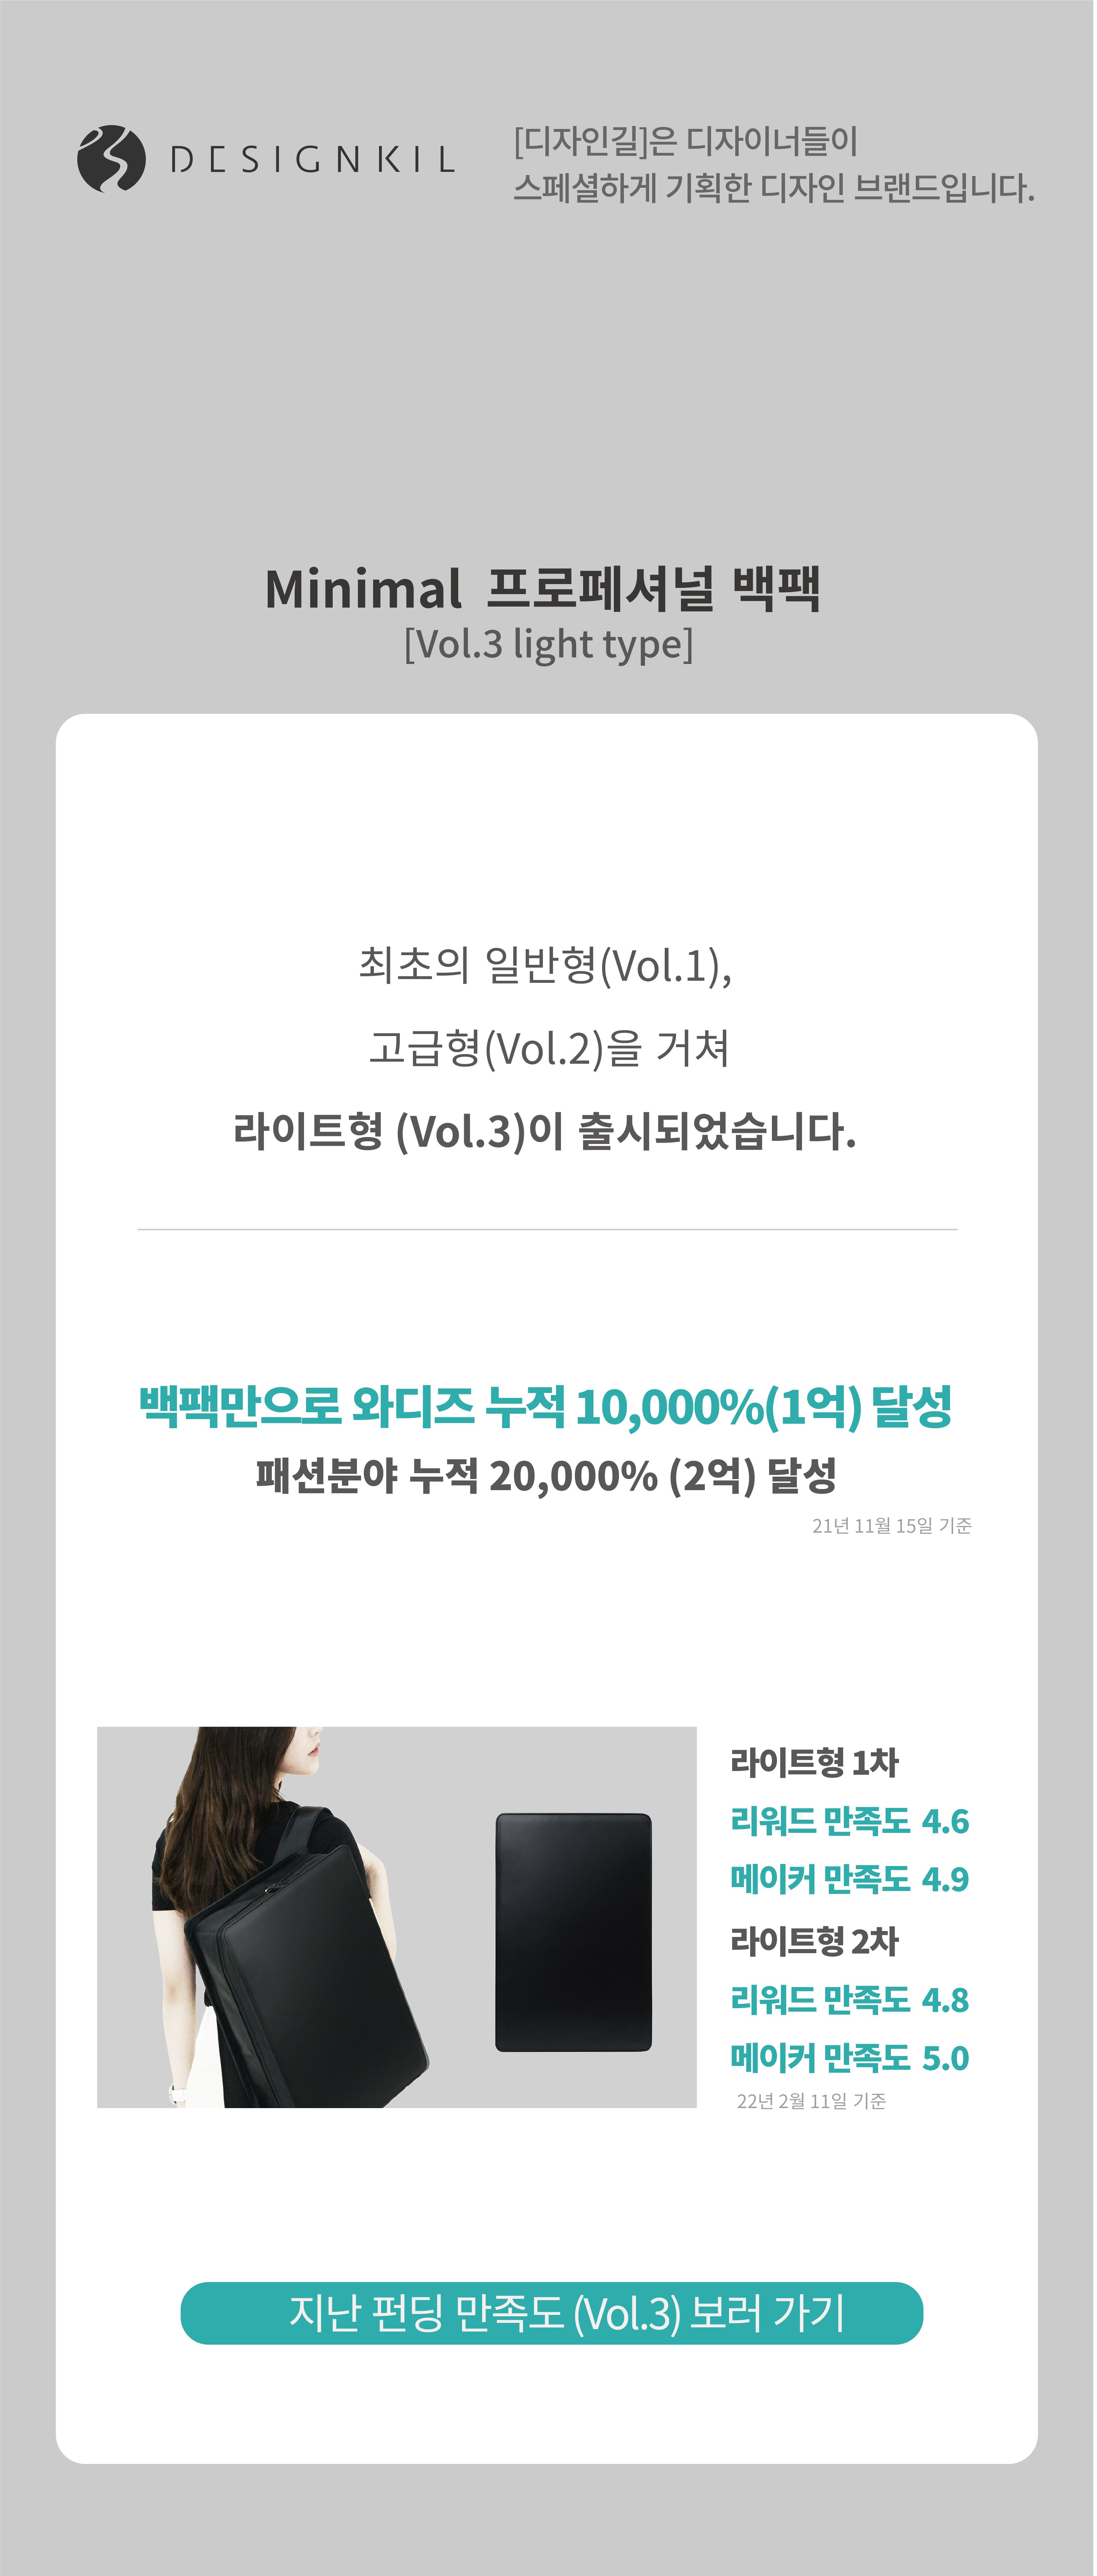 DESIGNKIL
[디자인길]은 디자이너들이
스페셜하게 기획한 디자인 브랜드입니다.
Minimal 프로페셔널 백팩
[Vol.3 light type]
최초의 일반형(Vol.1),
고급형(Vol.2)을 거쳐
라이트형 (Vol.3)이 출시되었습니다.
백팩만으로 와디즈 누적 10,000%(1억) 달성
패션분야 누적 20,000% (2억) 달성
21년 11월 15일 기준
라이트형 1차
리워드 만족도 4.6
메이커 만족도 4.9
라이트형 2차
리워드 만족도 4.8
메이커 만족도 5.0
22년 2월 11일 기준
지난 펀딩 만족도 (Vol.3) 보러 가기